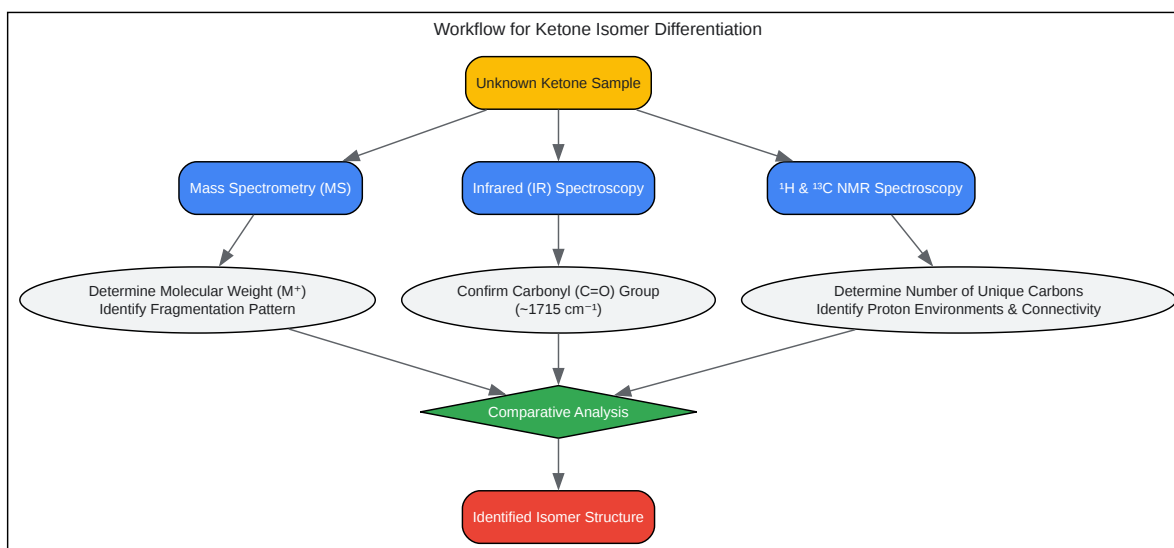 Workflow for Ketone Isomer Differentiation
Unknown Ketone Sample
Mass Spectrometry (MS)
Infrared (IR) Spectroscopy
¹H & ¹³C NMR Spectroscopy
Determine Molecular Weight (M⁺)
Identify Fragmentation Pattern
Confirm Carbonyl (C=O) Group
(~1715 cm⁻¹)
Determine Number of Unique Carbons
Identify Proton Environments & Connectivity
Comparative Analysis
Identified Isomer Structure